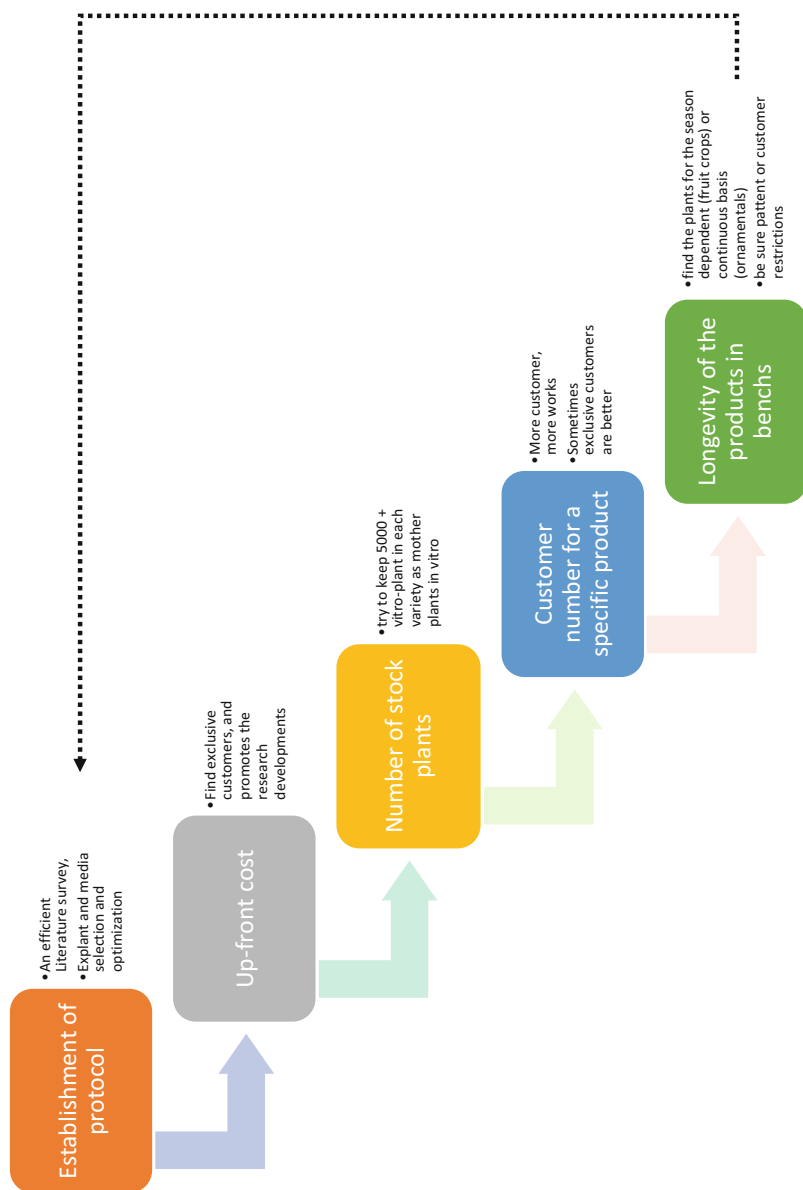 Establishment of
protocol
• An efficient
Literature survey,
• Explant and media
selection and
optimization
Up-front cost
• Find exclusive
customers, and
promotes the
research
developments
Number of stock
plants
• try to keep 5000 +
vitro-plant in each
variety as mother
plants in vitro
Customer
number for a
specific product
• More customer,
more works
• Sometimes
exclusive customers
are better
Longevity of the
products in
benchs
• find the plants for the season
dependent (fruit crops) or
continuous basis
(ornamentals)
• be sure pattent or customer
restrictions